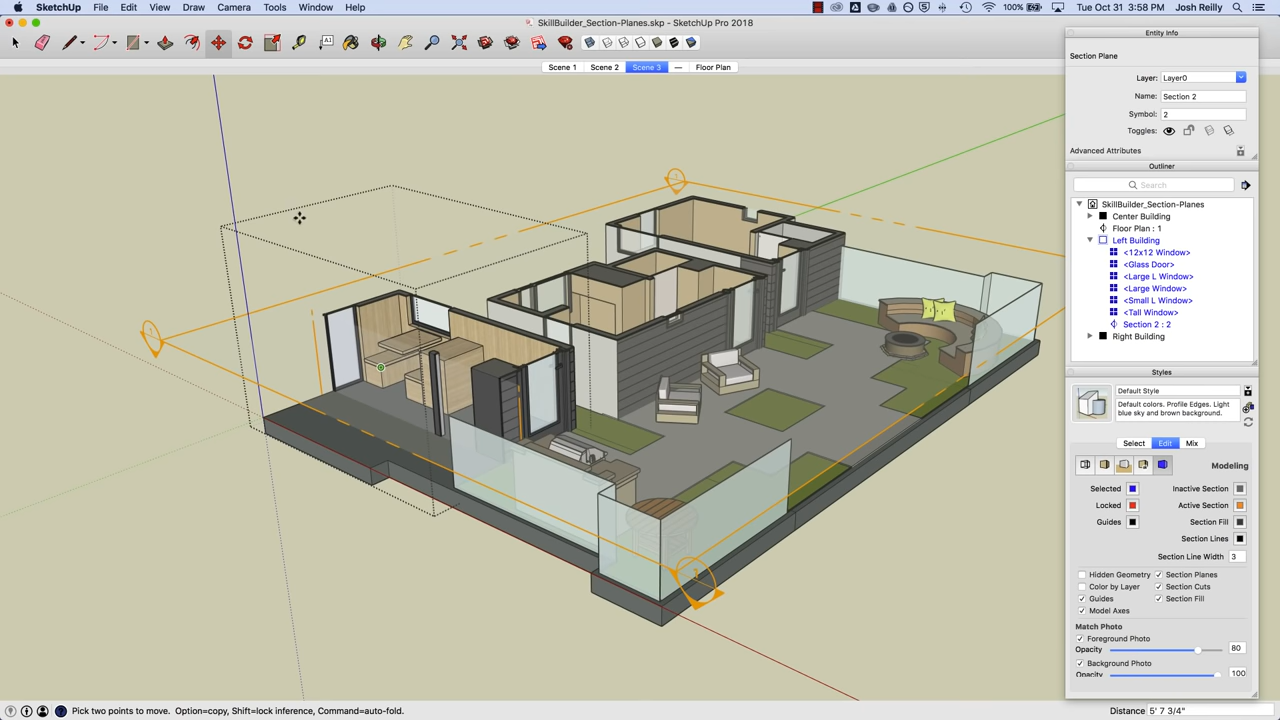 SketchUp File Edit View Draw Camera Tools Window Help 100% Tue Oct 31 3:58 PM Josh Reilly
SkillBuilder_Section-Planes.skp - SketchUp Pro 2018
Scene 1 Scene 2 Scene 3 — Floor Plan
Entity Info
Section Plane
Layer: Layer0
Name: Section 2
Symbol: 2
Toggles:
Advanced Attributes
Outliner
Search
SkillBuilder_Section-Planes
Center Building
Floor Plan : 1
Left Building
<12x12 Window>
<Glass Door>
<Large L Window>
<Large Window>
<Small L Window>
<Tall Window>
Section 2 : 2
Right Building
Styles
Default Style
Default colors. Profile Edges. Light
blue sky and brown background.
Select Edit Mix
Modeling
Selected Inactive Section
Locked Active Section
Guides Section Fill
Section Lines
Section Line Width 3
Hidden Geometry Section Planes
Color by Layer Section Cuts
Guides Section Fill
Model Axes
Match Photo
Foreground Photo
Opacity 80
Background Photo
Opacity 100
1
1
1
Pick two points to move. Option=copy, Shift=lock inference, Command=auto-fold. Distance 5' 7 3/4"